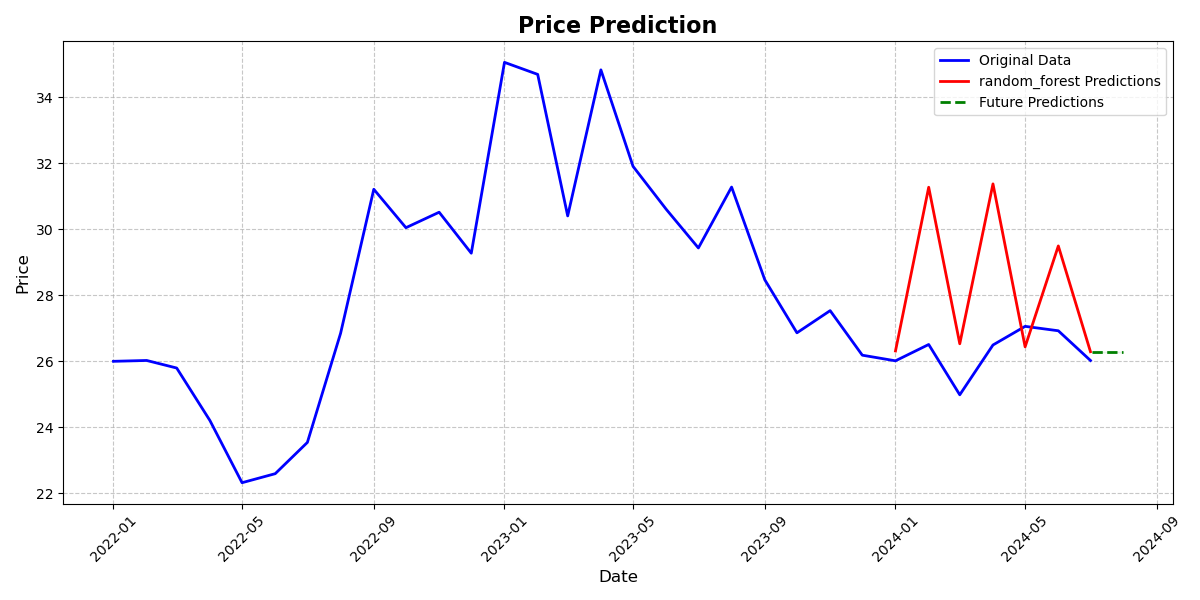 Price Prediction
Original Data
random_forest Predictions
Future Predictions
Price
34
32
30
28
26
24
22
2022-01
2022-05
2022-09
2023-01
2023-05
2023-09
2024-01
2024-05
2024-09
Date